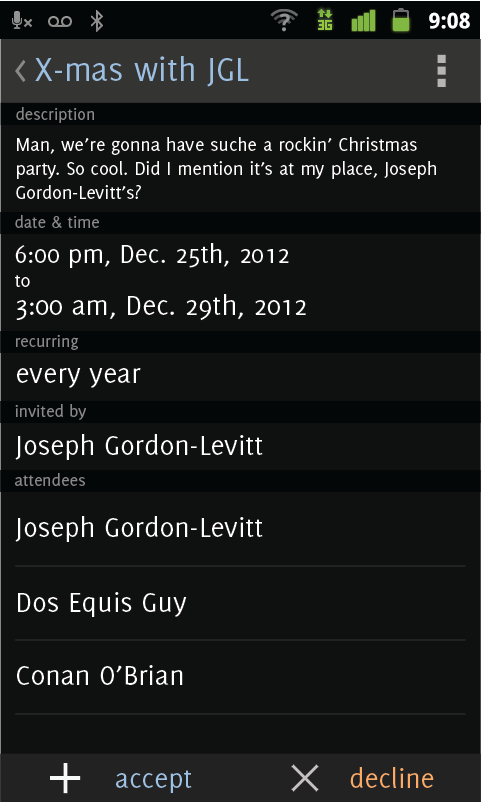 3G
9:08
X-mas with JGL
description
Man, we're gonna have suche a rockin' Christmas
party. So cool. Did I mention it's at my place, Joseph
Gordon-Levitt's?
date & time
6:00 pm, Dec. 25th, 2012
to
3:00 am, Dec. 29th, 2012
recurring
every year
invited by
Joseph Gordon-Levitt
attendees
Joseph Gordon-Levitt
Dos Equis Guy
Conan O'Brian
accept
decline